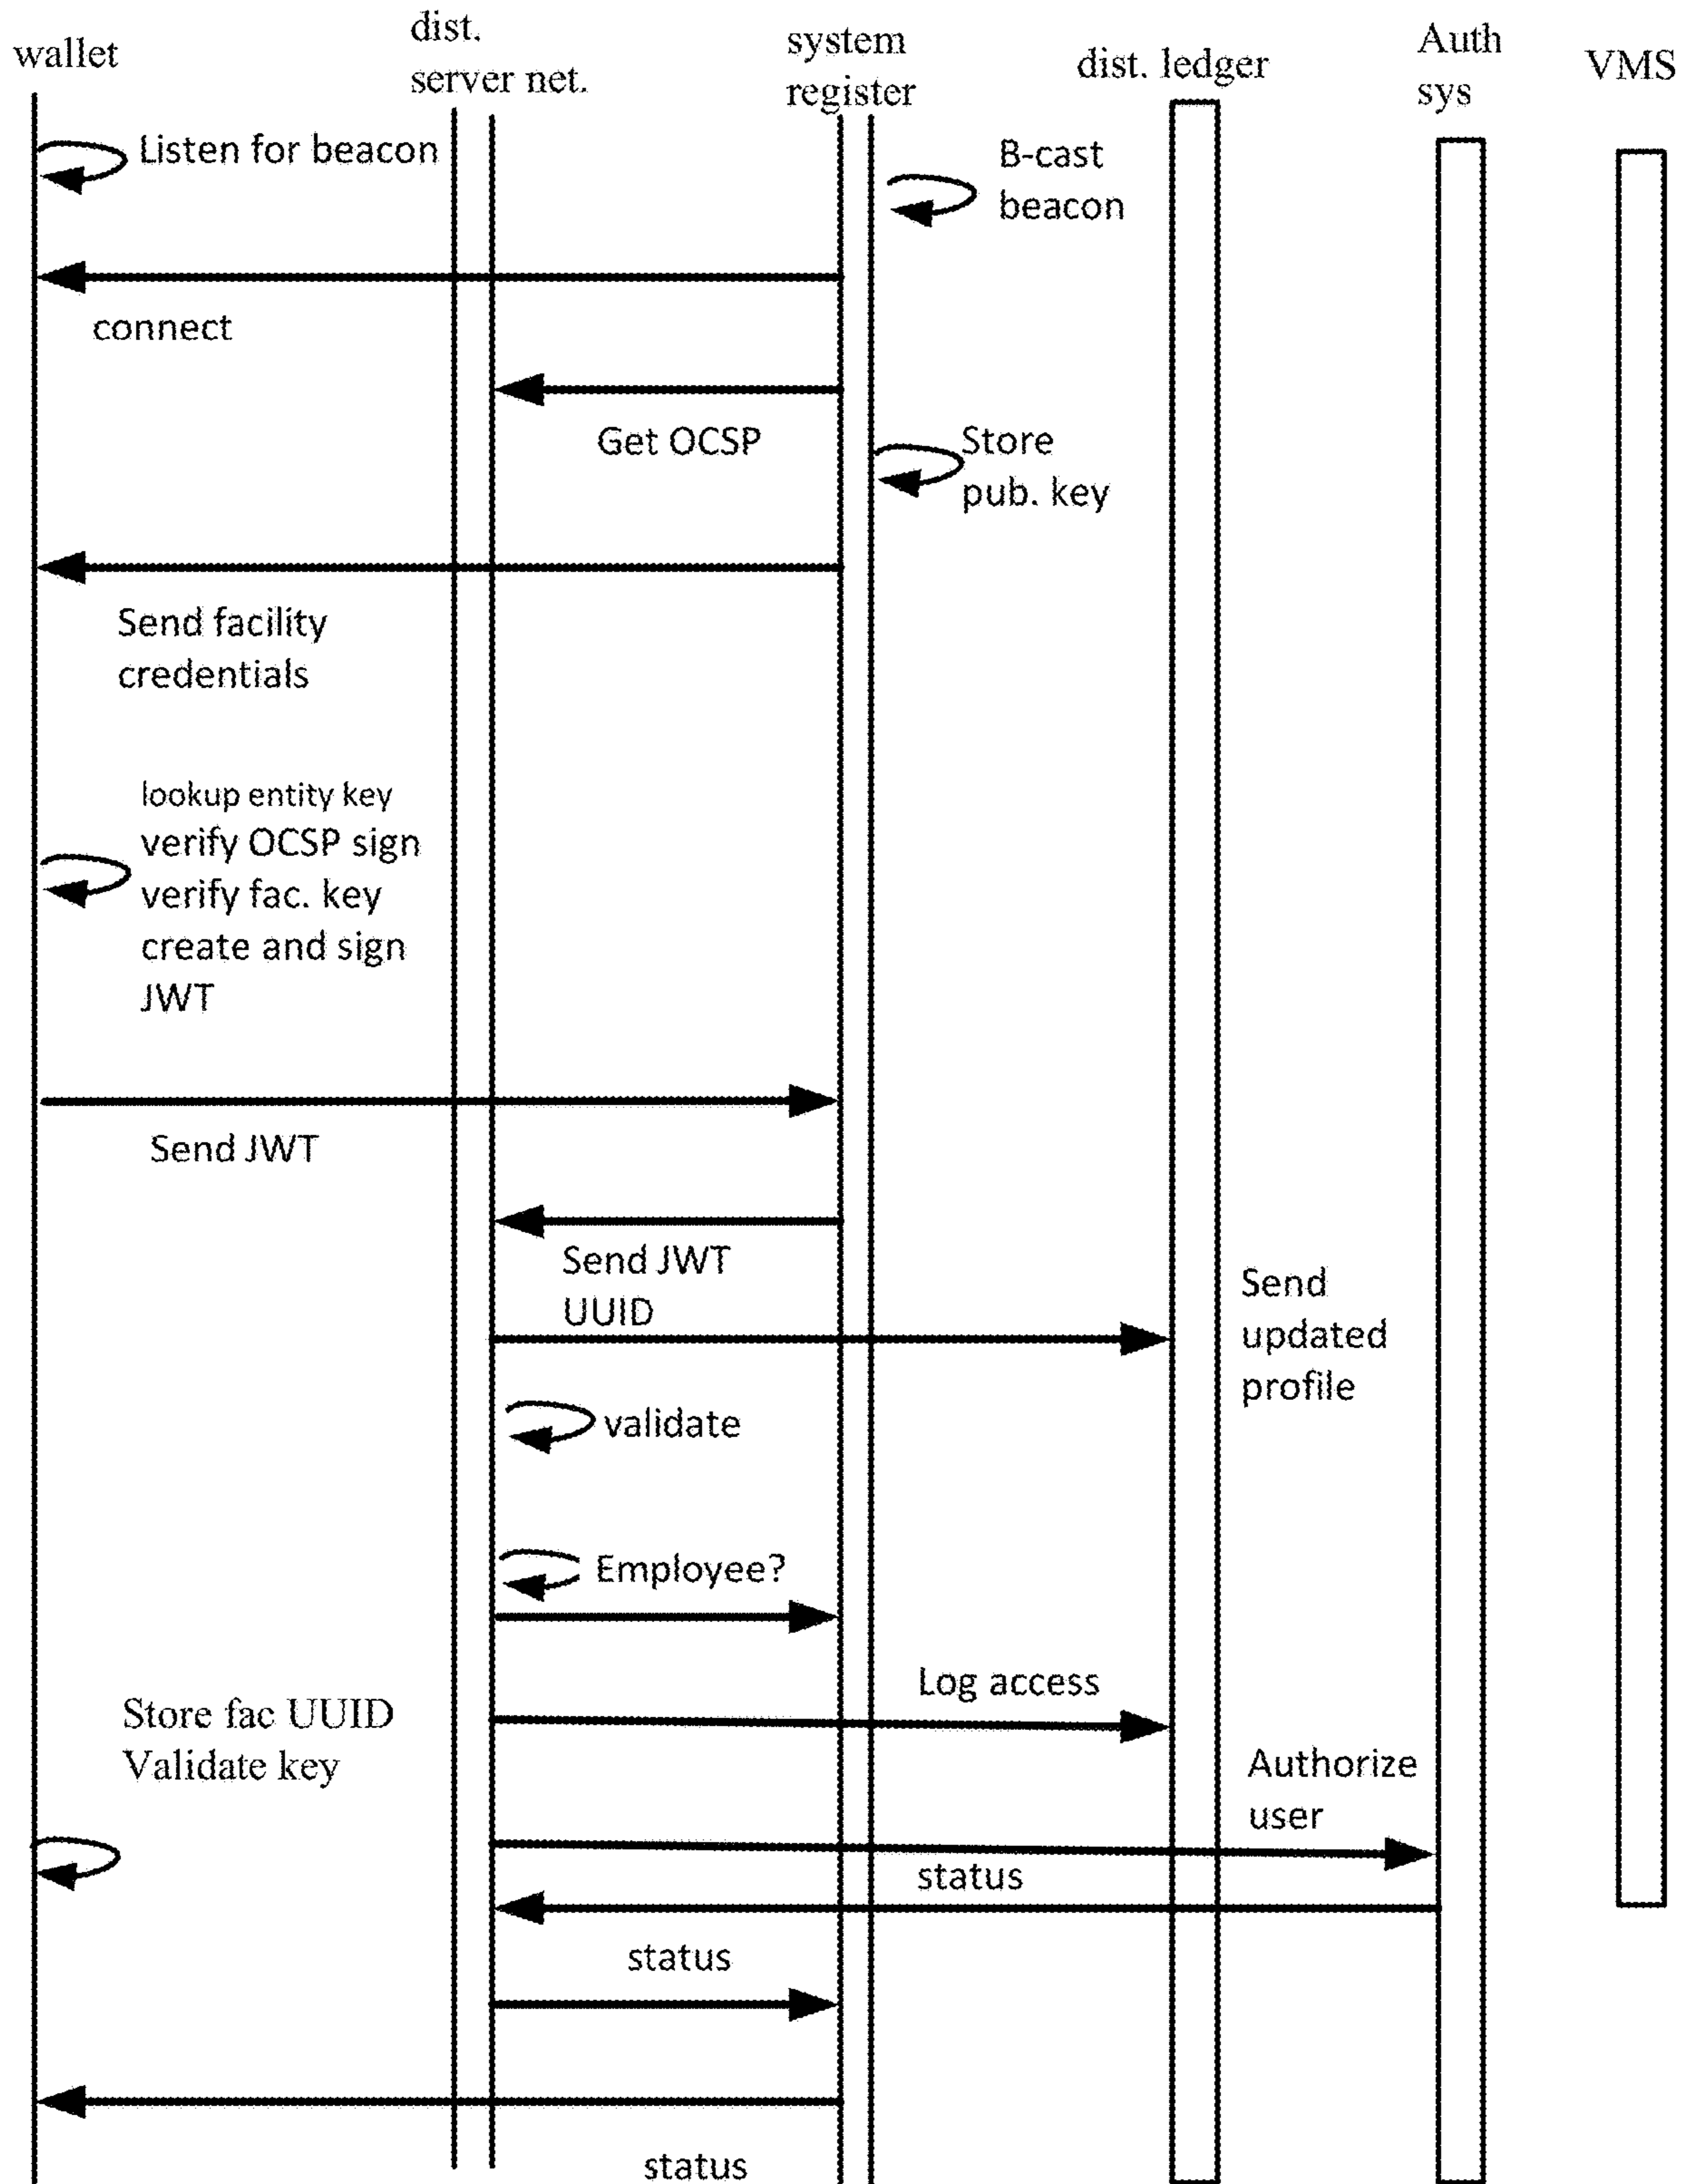 wallet
dist.
server net.
system
register
dist. ledger
Auth
sys
VMS
Listen for beacon
B-cast
beacon
connect
Get OCSP
Store
pub. key
Send facility
credentials
lookup entity key
verify OCSP sign
verify fac. key
create and sign
JWT
Send JWT
Send JWT
UUID
Send
updated
profile
validate
Employee?
Log access
Store fac UUID
Validate key
Authorize
user
status
status
status